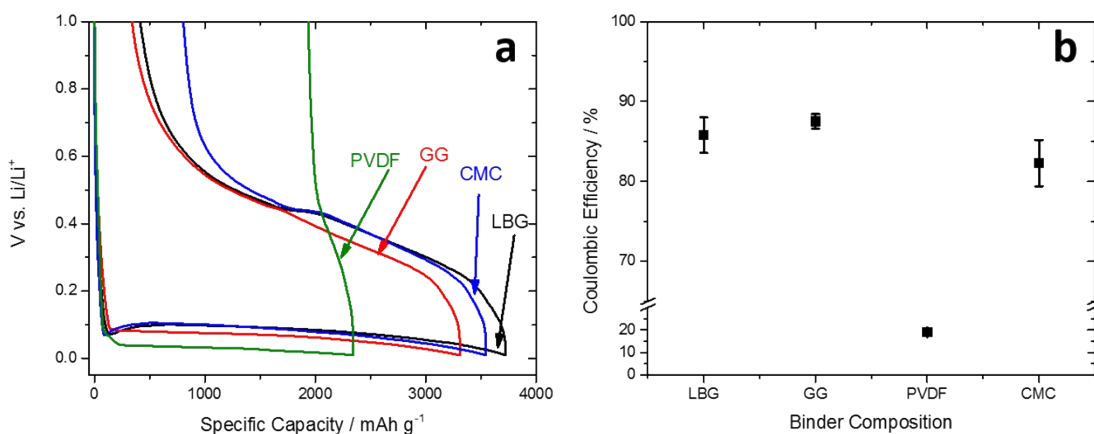 a
1.0
0.8
0.6
0.4
0.2
0.0
V vs. Li/Li⁺
PVDF
GG
CMC
LBG
0
1000
2000
3000
4000
Specific Capacity / mAh g⁻¹
b
100
90
80
70
20
10
0
Coulombic Efficiency / %
LBG
GG
PVDF
CMC
Binder Composition